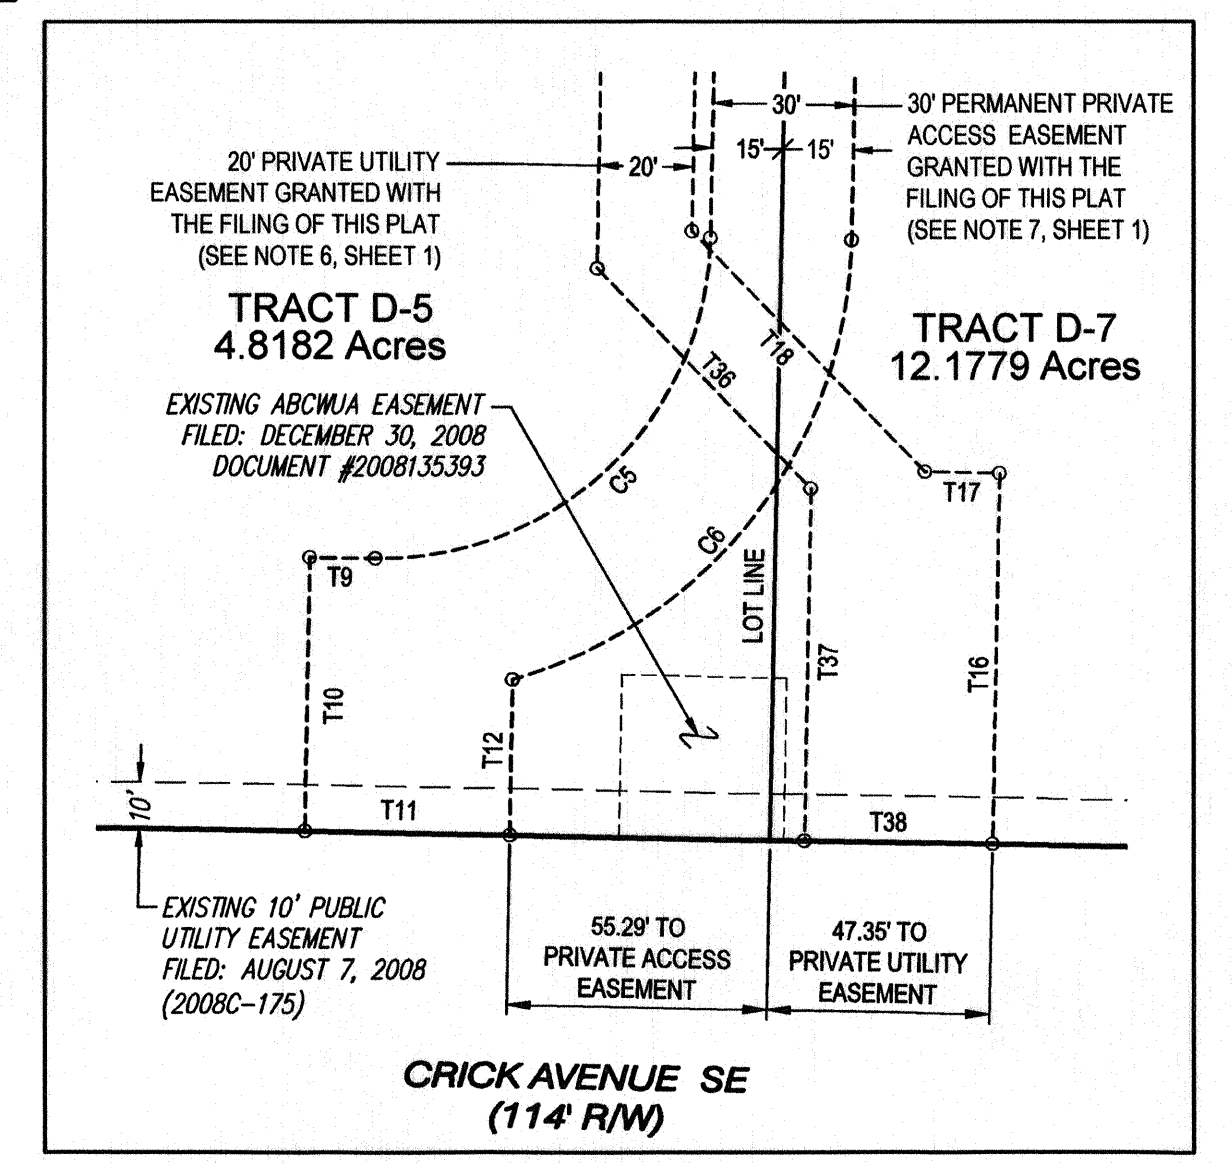 30'
15'
15'
30' PERMANENT PRIVATE
ACCESS EASEMENT
GRANTED WITH THE
FILING OF THIS PLAT
(SEE NOTE 7, SHEET 1)
20' PRIVATE UTILITY
EASEMENT GRANTED WITH
THE FILING OF THIS PLAT
(SEE NOTE 6, SHEET 1)
20'
TRACT D-5
4.8182 Acres
TRACT D-7
12.1779 Acres
T18
T36
EXISTING ABCWUA EASEMENT
FILED: DECEMBER 30, 2008
DOCUMENT #2008135393
C5
T17
C6
T9
LOT LINE
T37
T16
T10
T12
10'
T11
T38
EXISTING 10' PUBLIC
UTILITY EASEMENT
FILED: AUGUST 7, 2008
(2008C-175)
55.29' TO
PRIVATE ACCESS
EASEMENT
47.35' TO
PRIVATE UTILITY
EASEMENT
CRICK AVENUE SE
(114' R/W)